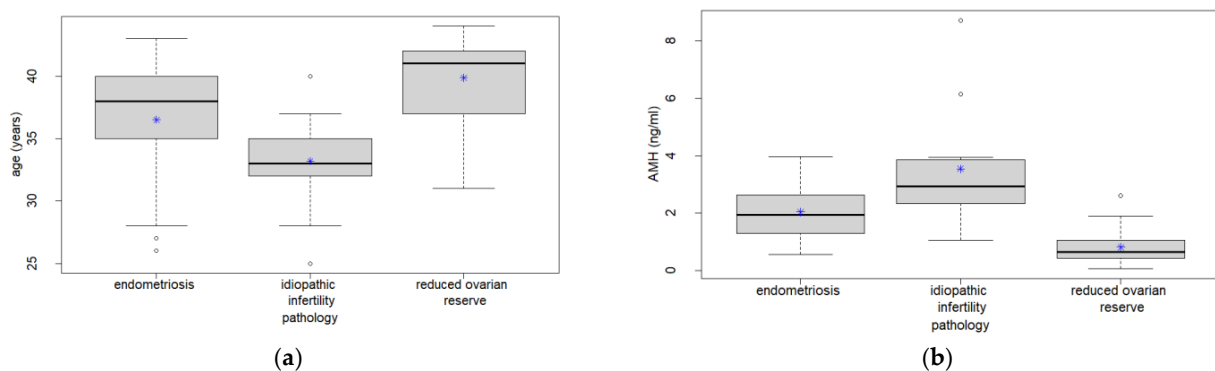 age (years)
40
35
30
25
endometriosis
idiopathic
infertility
pathology
reduced ovarian
reserve
(a)
AMH (ng/ml)
8
6
4
2
0
endometriosis
idiopathic
infertility
pathology
reduced ovarian
reserve
(b)